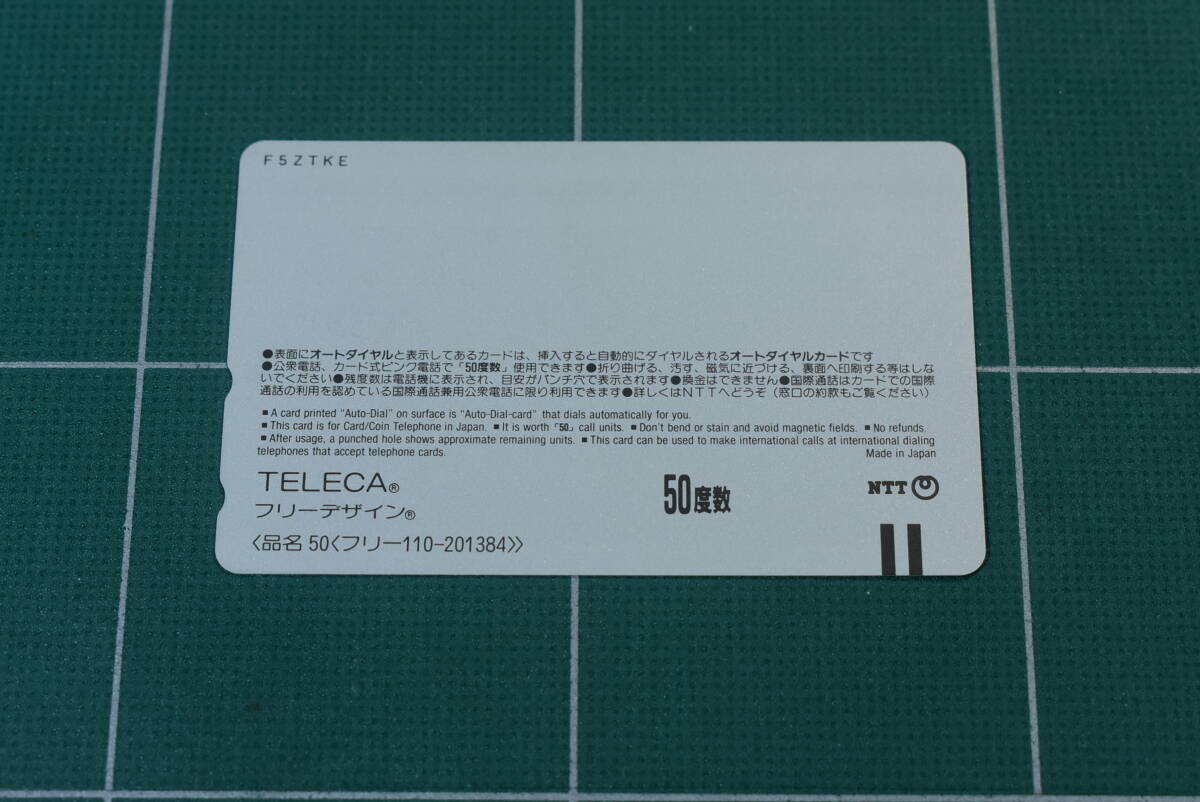 F5ZTKE
●表面にオートダイヤルと表示してあるカードは、挿入すると自動的にダイヤルされるオートダイヤルカードです
●公衆電話、カード式ピンク電話で「50度数」使用できます●折り曲げる、汚す、磁気に近づける、裏面へ印刷する等はしな
いでください●残度数は電話機に表示され、目安がパンチ穴で表示されます●換金はできません●国際通話はカードでの国際
通話の利用を認めている国際通話兼用公衆電話に限り利用できます●詳しくはNTTへどうぞ（窓口の約款もご覧ください）
■ A card printed "Auto-Dial" on surface is "Auto-Dial-card" that dials automatically for you.
■ This card is for Card/Coin Telephone in Japan. ■ It is worth「50」call units. ■ Don't bend or stain and avoid magnetic fields. ■ No refunds.
■ After usage, a punched hole shows approximate remaining units. ■ This card can be used to make international calls at international dialing
telephones that accept telephone cards. Made in Japan
TELECA®
フリーデザイン®
50度数
NTT
〈品名 50〈フリー110-201384〉〉